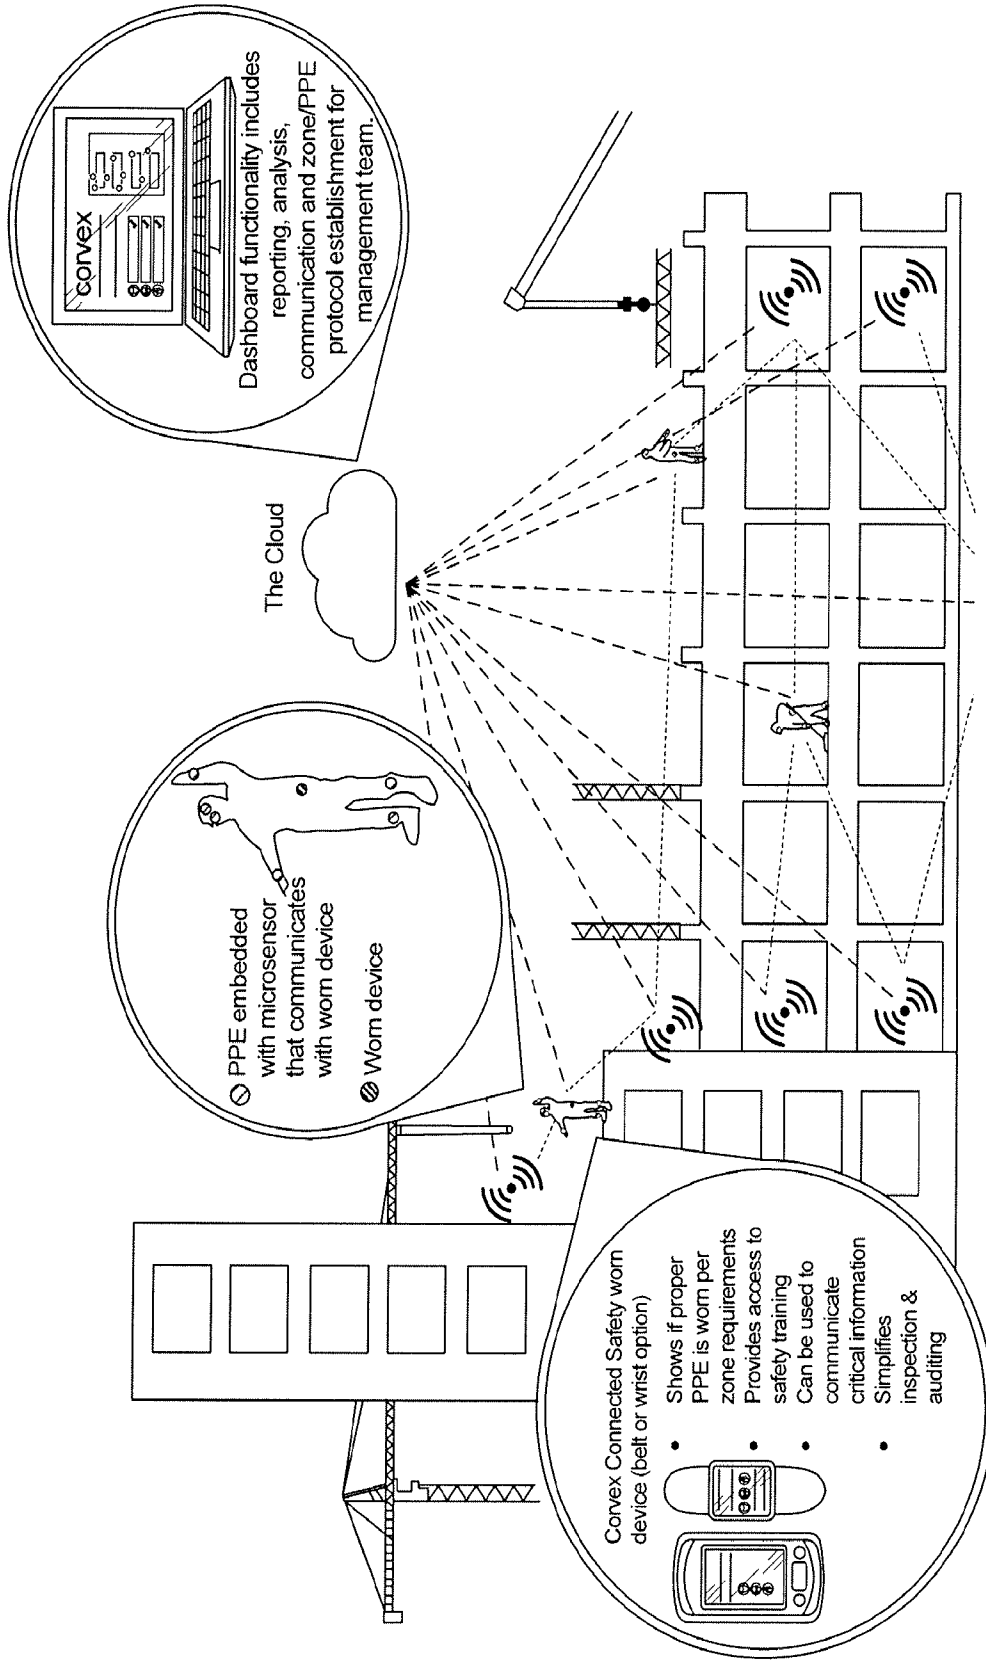 Corvex Connected Safety worn
device (belt or wrist option)
• Shows if proper
PPE is worn per
zone requirements
• Provides access to
safety training
• Can be used to
communicate
critical information
• Simplifies
inspection &
auditing
PPE embedded
with microsensor
that communicates
with worn device
Worn device
The Cloud
corvex
Dashboard functionality includes
reporting, analysis,
communication and zone/PPE
protocol establishment for
management team.